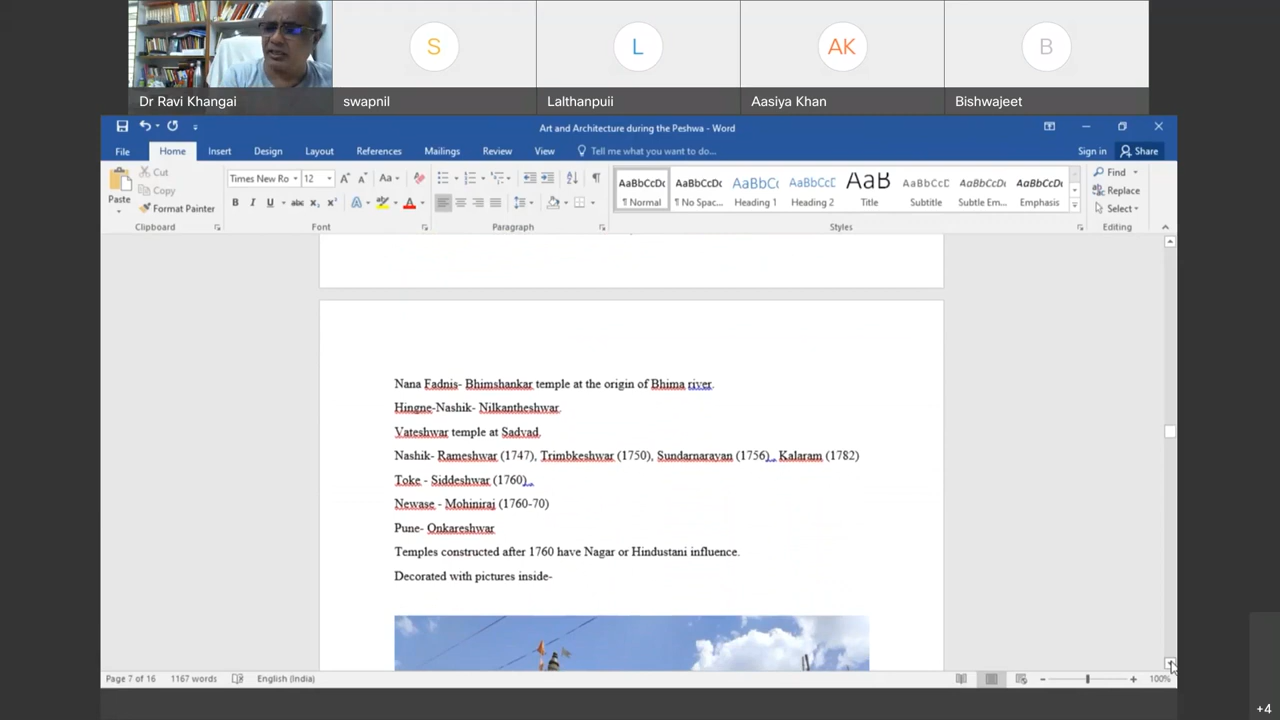 S
L
AK
B
Dr Ravi Khangai
swapnil
Lalthanpuii
Aasiya Khan
Bishwajeet
Art and Architecture during the Peshwa - Word
File
Home
Insert
Design
Layout
References
Mailings
Review
View
Tell me what you want to do...
Sign in
Share
Paste
Cut
Copy
Format Painter
Clipboard
Times New Ro
12
Font
Paragraph
AaBbCcDc
¶ Normal
AaBbCcDc
¶ No Spac...
AaBbC
Heading 1
AaBbCcC
Heading 2
AaB
Title
AaBbCcD
Subtitle
AaBbCcDc
Subtle Em...
AaBbCcDc
Emphasis
Styles
Find
Replace
Select
Editing
Nana Fadnis- Bhimshankar temple at the origin of Bhima river.
Hingne-Nashik- Nilkantheshwar.
Vateshwar temple at Sadvad.
Nashik- Rameshwar (1747), Trimbkeshwar (1750), Sundarnarayan (1756) , Kalaram (1782)
Toke - Siddeshwar (1760) ,
Newase - Mohiniraj (1760-70)
Pune- Onkareshwar
Temples constructed after 1760 have Nagar or Hindustani influence.
Decorated with pictures inside-
Page 7 of 16
1167 words
English (India)
100%
+4